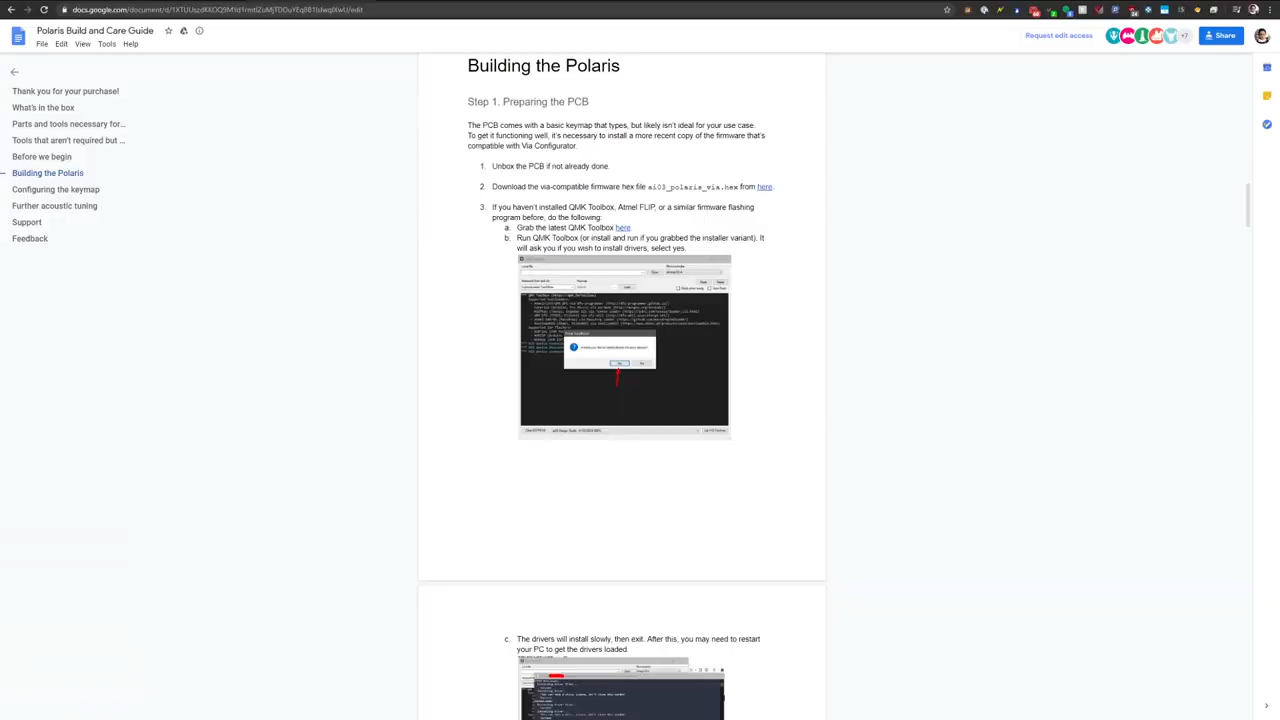 docs.google.com/document/d/
Polaris Build and Care Guide
File Edit View Tools Help
Request edit access
+7
Share
Thank you for your purchase!
What's in the box
Parts and tools necessary for...
Tools that aren't required but ...
Before we begin
Building the Polaris
Configuring the keymap
Further acoustic tuning
Support
Feedback
Building the Polaris
Step 1. Preparing the PCB
The PCB comes with a basic keymap that types, but likely isn't ideal for your use case.
To get it functioning well, it's necessary to install a more recent copy of the firmware that's
compatible with Via Configurator.
1. Unbox the PCB if not already done.
2. Download the via-compatible firmware hex file ai03_polaris_via.hex from here.
3. If you haven't installed QMK Toolbox, Atmel FLIP, or a similar firmware flashing
program before, do the following:
a. Grab the latest QMK Toolbox here.
b. Run QMK Toolbox (or install and run if you grabbed the installer variant). It
will ask you if you wish to install drivers, select yes.
c. The drivers will install slowly, then exit. After this, you may need to restart
your PC to get the drivers loaded.